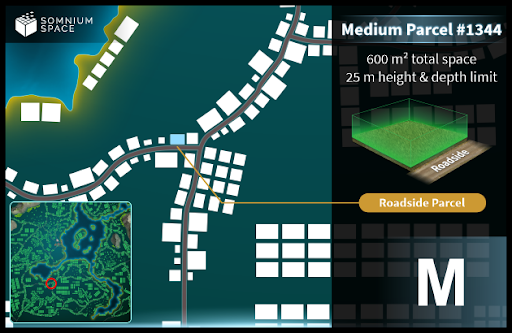 SOMNIUM
SPACE
Medium Parcel #1344
600 m² total space
25 m height & depth limit
Roadside
Roadside Parcel
M